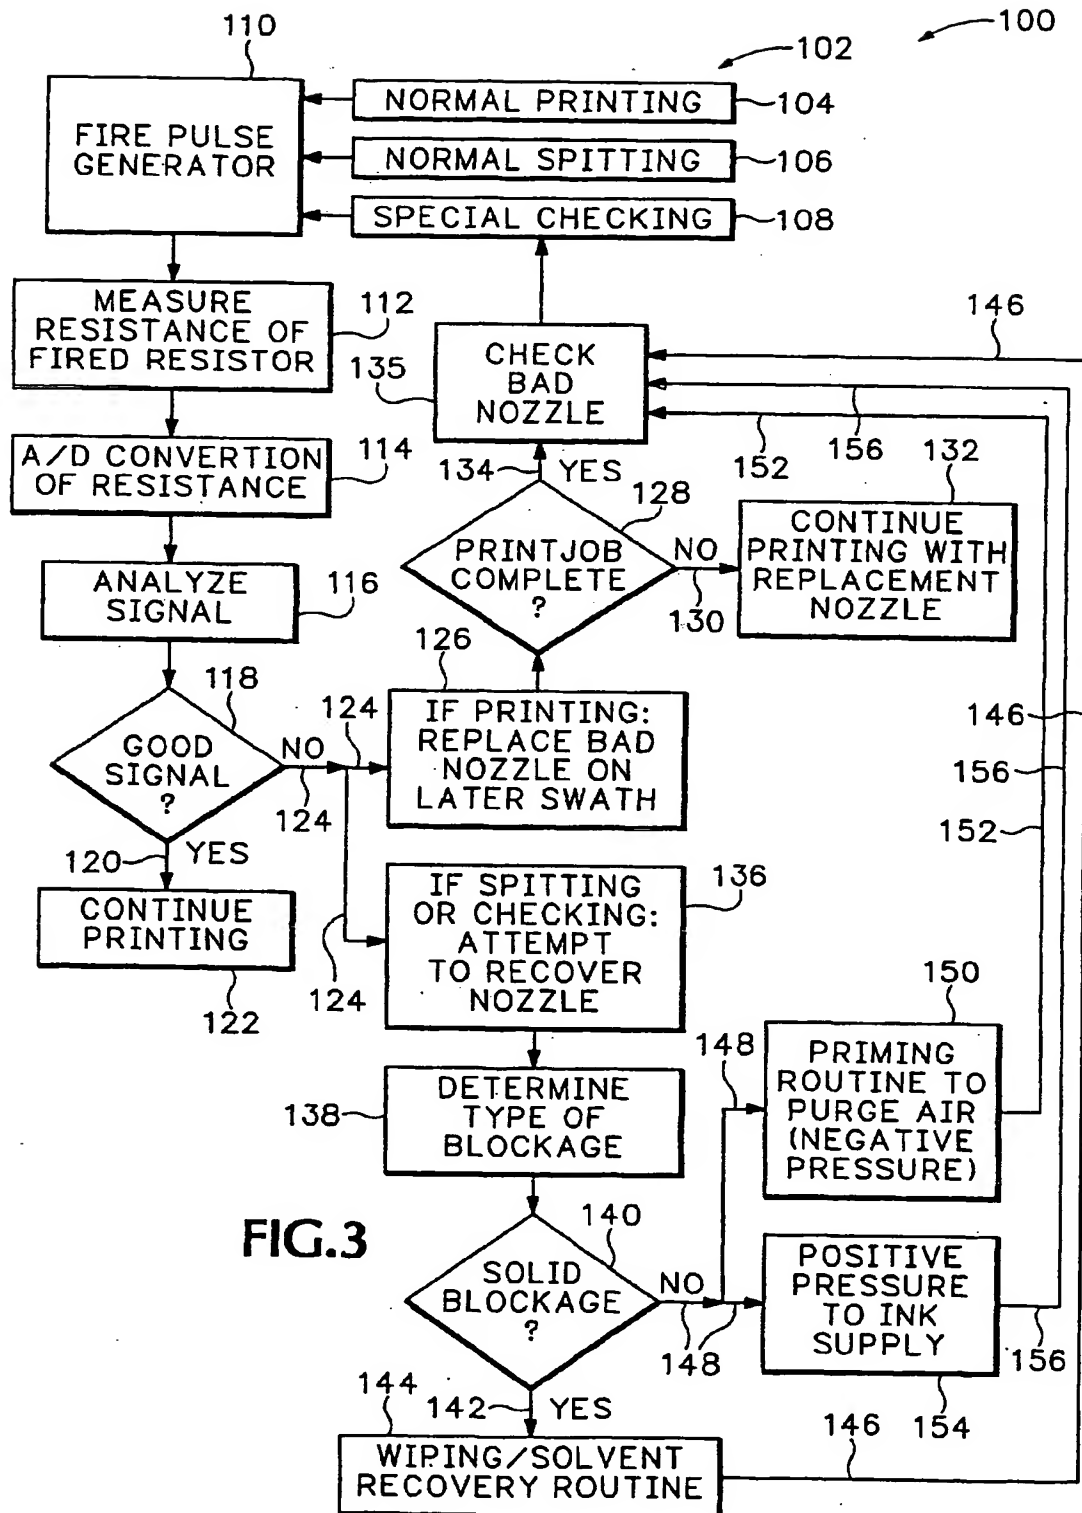 100
102
110
FIRE PULSE
GENERATOR
NORMAL PRINTING
104
NORMAL SPITTING
106
SPECIAL CHECKING
108
MEASURE
RESISTANCE OF
FIRED RESISTOR
112
A/D CONVERTION
OF RESISTANCE
114
ANALYZE
SIGNAL
116
118
GOOD
SIGNAL
?
NO
124
124
124
120
YES
CONTINUE
PRINTING
122
135
CHECK
BAD
NOZZLE
146
156
152
134
YES
128
PRINTJOB
COMPLETE
?
NO
130
132
CONTINUE
PRINTING WITH
REPLACEMENT
NOZZLE
126
IF PRINTING:
REPLACE BAD
NOZZLE ON
LATER SWATH
146
156
152
136
IF SPITTING
OR CHECKING:
ATTEMPT
TO RECOVER
NOZZLE
138
DETERMINE
TYPE OF
BLOCKAGE
148
150
PRIMING
ROUTINE TO
PURGE AIR
(NEGATIVE
PRESSURE)
FIG.3
140
SOLID
BLOCKAGE
?
NO
148
POSITIVE
PRESSURE
TO INK
SUPPLY
156
154
144
142
YES
WIPING/SOLVENT
RECOVERY ROUTINE
146